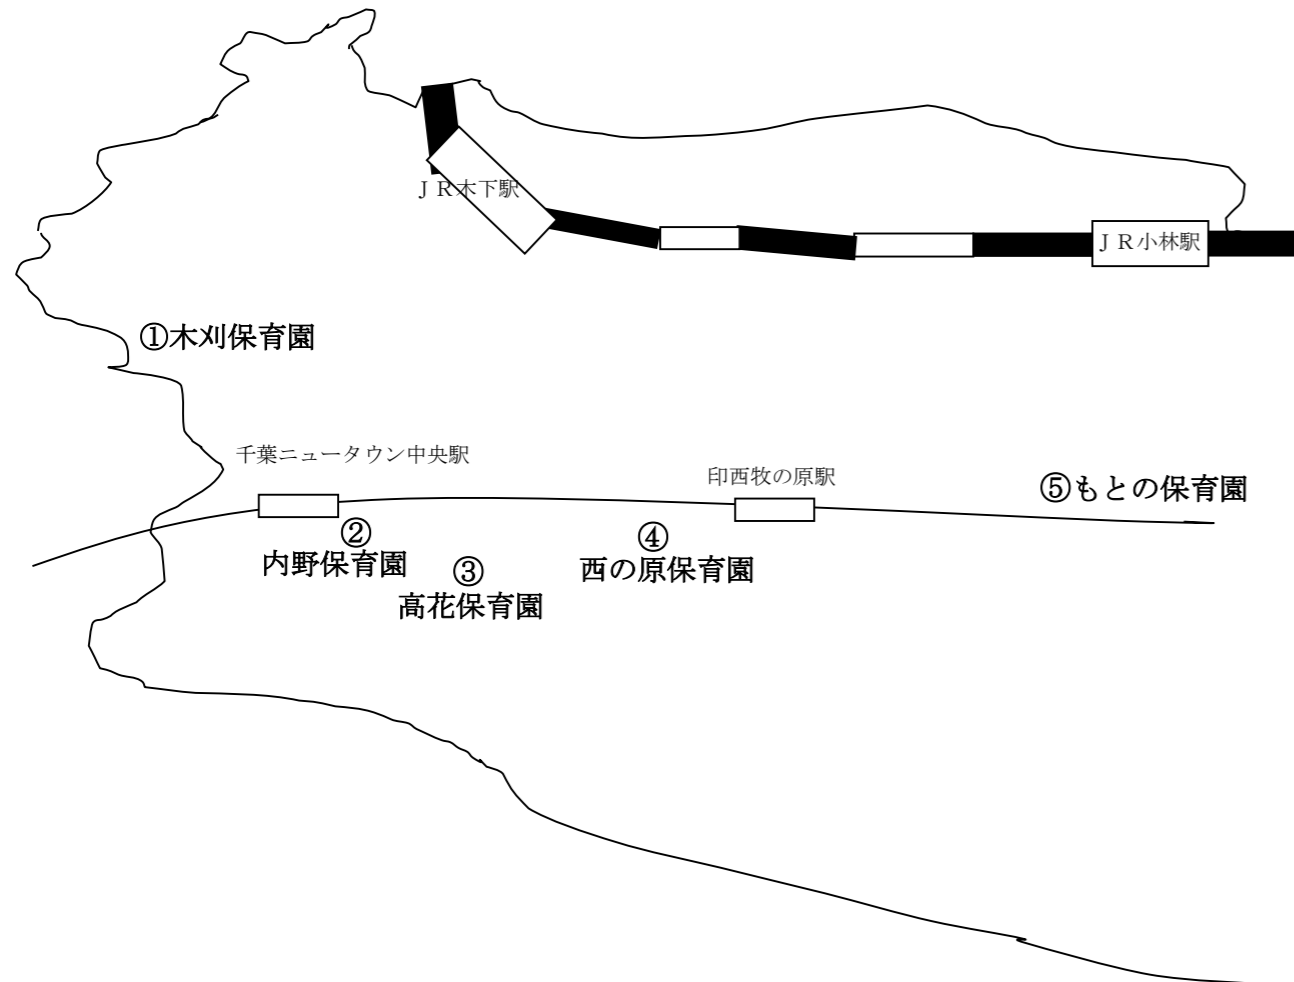 ＪＲ木下駅
ＪＲ小林駅
①木刈保育園
千葉ニュータウン中央駅
印西牧の原駅
⑤もとの保育園
②
内野保育園
③
高花保育園
④
西の原保育園